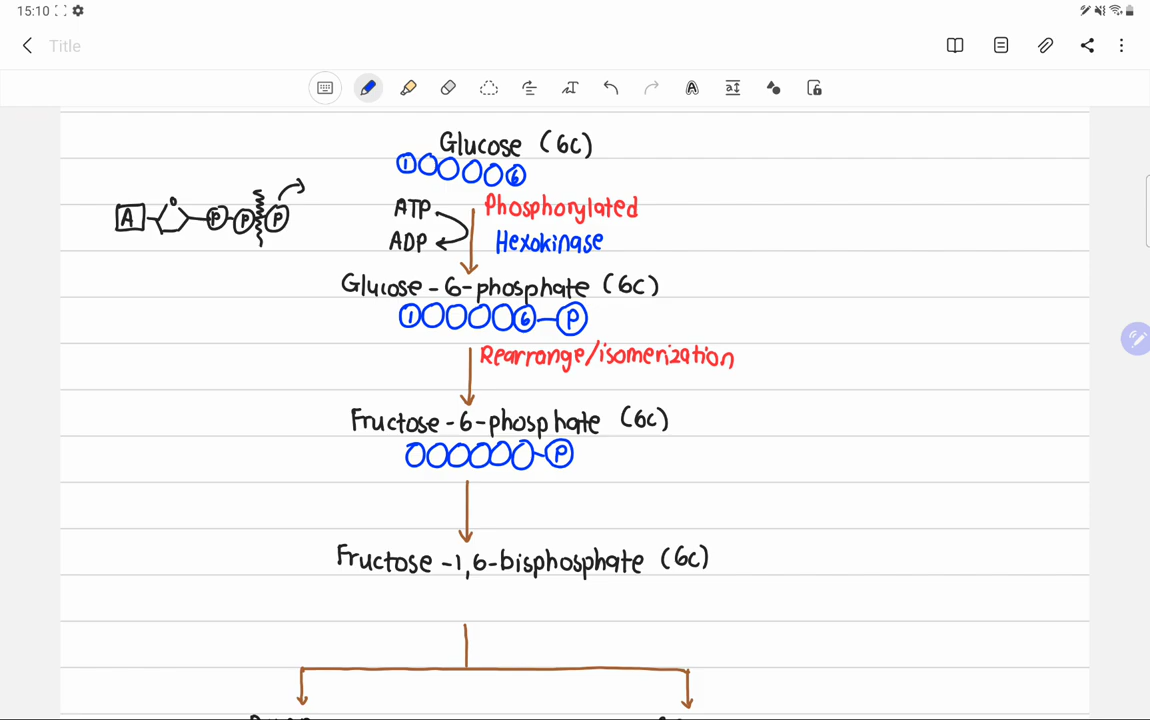 15:10
Title
Glucose (6c)
1 6
A P P P
ATP Phosphorylated
ADP Hexokinase
Glucose-6-phosphate (6c)
1 6 P
Rearrange/isomerization
Fructose-6-phosphate (6c)
P
Fructose-1,6-bisphosphate (6c)